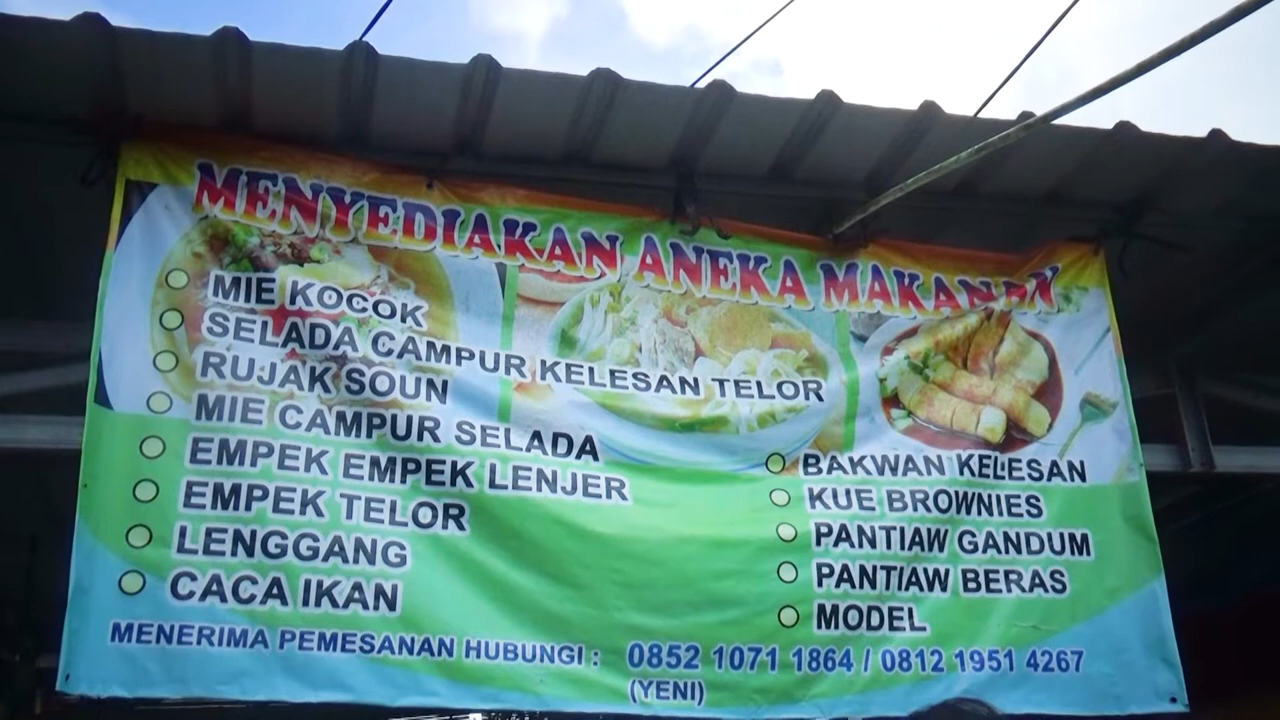 MENYEDIAKAN ANEKA MAKANAN
MIE KOCOK
SELADA CAMPUR KELESAN TELOR
RUJAK SOUN
MIE CAMPUR SELADA
EMPEK EMPEK LENJER
EMPEK TELOR
LENGGANG
CACA IKAN
BAKWAN KELESAN
KUE BROWNIES
PANTIAW GANDUM
PANTIAW BERAS
MODEL
MENERIMA PEMESANAN HUBUNGI : 0852 1071 1864 / 0812 1951 4267
(YENI)